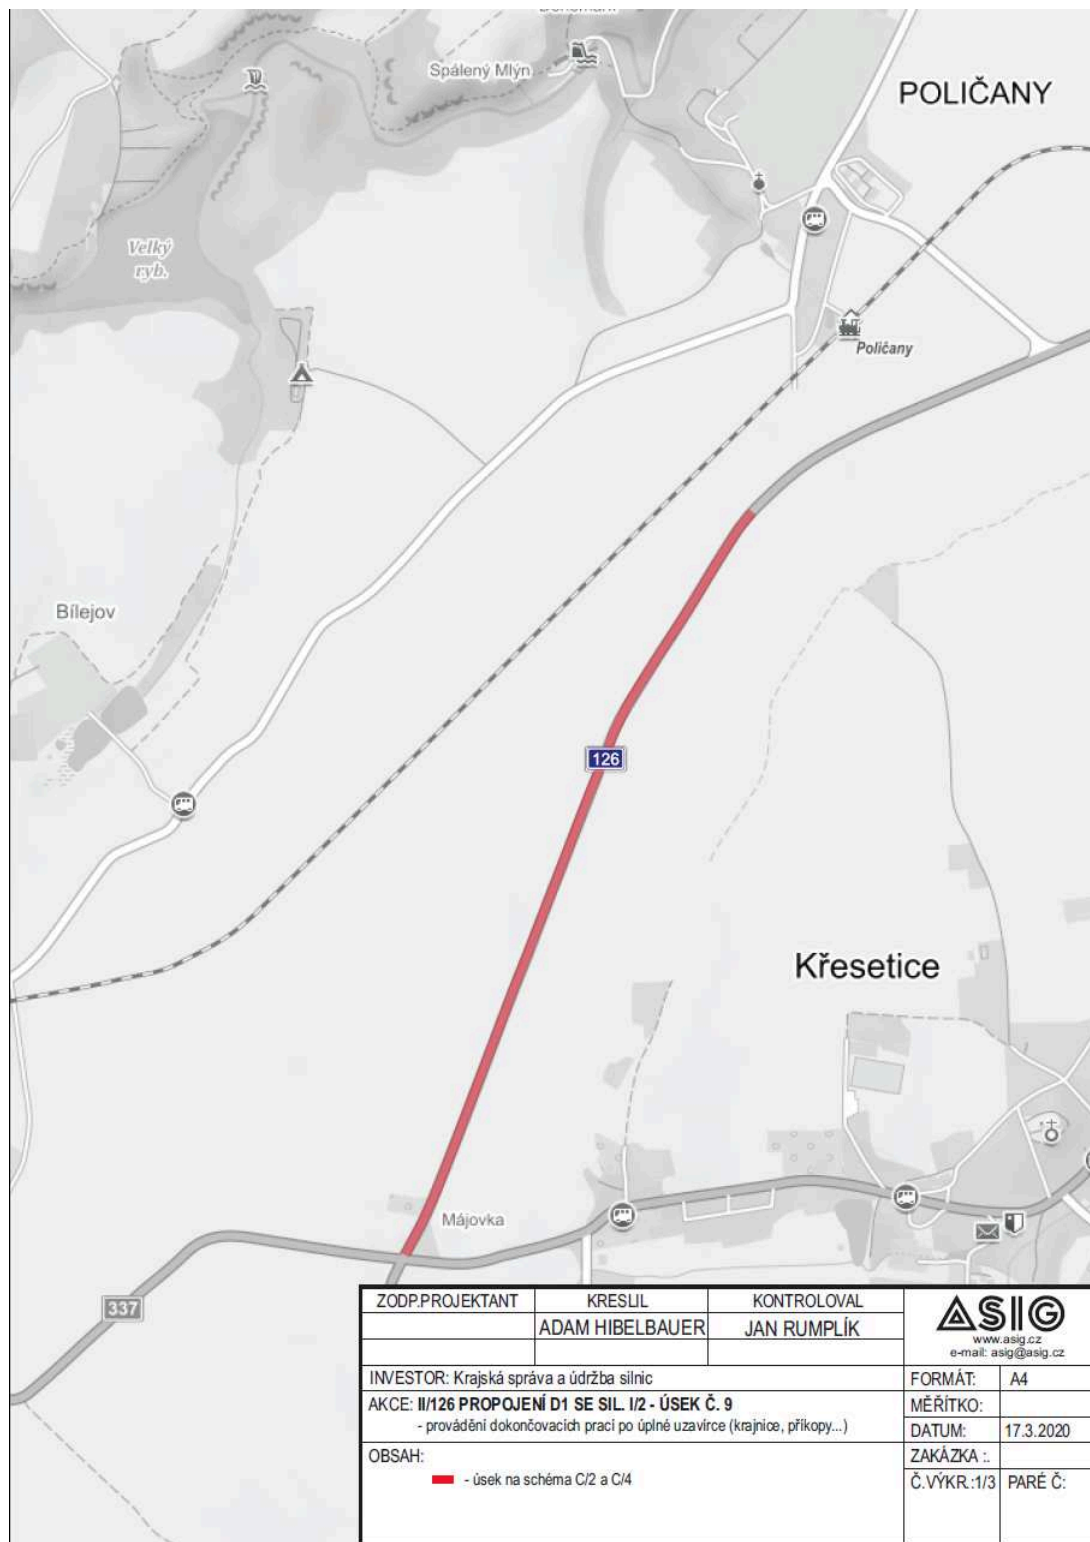 Spálený Mlýn
POLIČANY
Velký
ryb.
Poličany
Bílejov
126
Křesetice
Májovka
337
ZODP.PROJEKTANT KRESLIL KONTROLOVAL
ADAM HIBELBAUER JAN RUMPLÍK
ASIG
www.asig.cz
e-mail: asig@asig.cz
INVESTOR: Krajská správa a údržba silnic
FORMÁT: A4
AKCE: II/126 PROPOJENÍ D1 SE SIL. I/2 - ÚSEK Č. 9
- provádění dokončovacich praci po úplné uzavírce (krajnice, příkopy...)
MĚŘÍTKO:
DATUM: 17.3.2020
OBSAH:
- úsek na schéma C/2 a C/4
ZAKÁZKA :.
Č.VÝKR.:1/3 PARÉ Č: